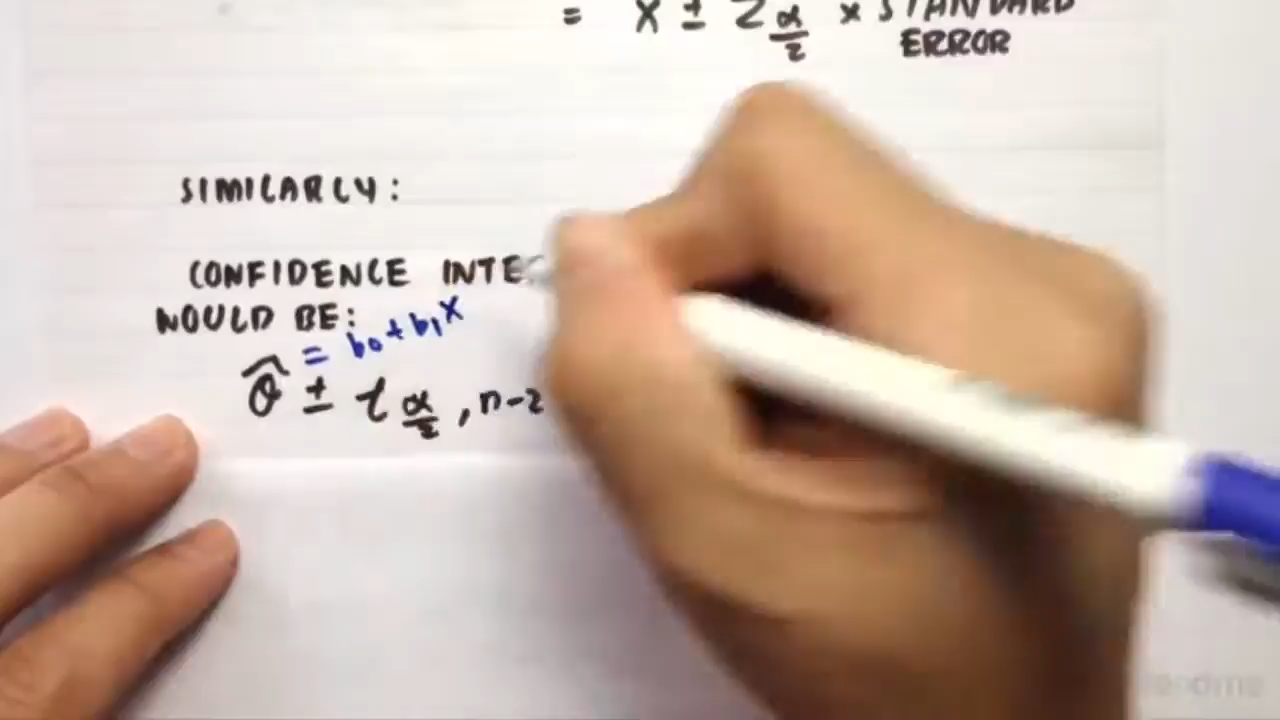 = X ± Z α/2 × STANDARD
ERROR
SIMILARLY:
CONFIDENCE INTE
WOULD BE:
= b₀ + b₁x
θ̂ ± t α/2 , n-2